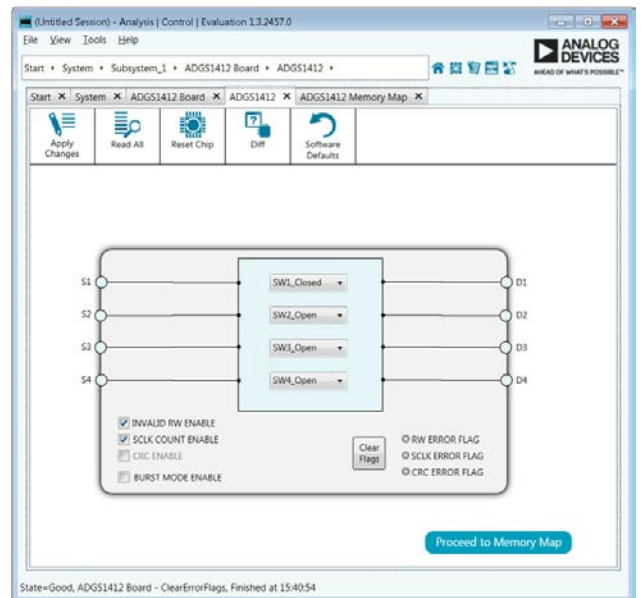 (Untitled Session) - Analysis | Control | Evaluation 1.3.2457.0
File View Tools Help
ANALOG DEVICES
AHEAD OF WHAT'S POSSIBLE™
Start System Subsystem_1 ADGS1412 Board ADGS1412
Start System ADGS1412 Board ADGS1412 ADGS1412 Memory Map
Apply Changes Read All Reset Chip Diff Software Defaults
S1 SW1_Closed D1
S2 SW2_Open D2
S3 SW3_Open D3
S4 SW4_Open D4
INVALID RW ENABLE
SCLK COUNT ENABLE
CRC ENABLE
BURST MODE ENABLE
Clear Flags
RW ERROR FLAG
SCLK ERROR FLAG
CRC ERROR FLAG
Proceed to Memory Map
State=Good, ADGS1412 Board - ClearErrorFlags, Finished at 15:40:54